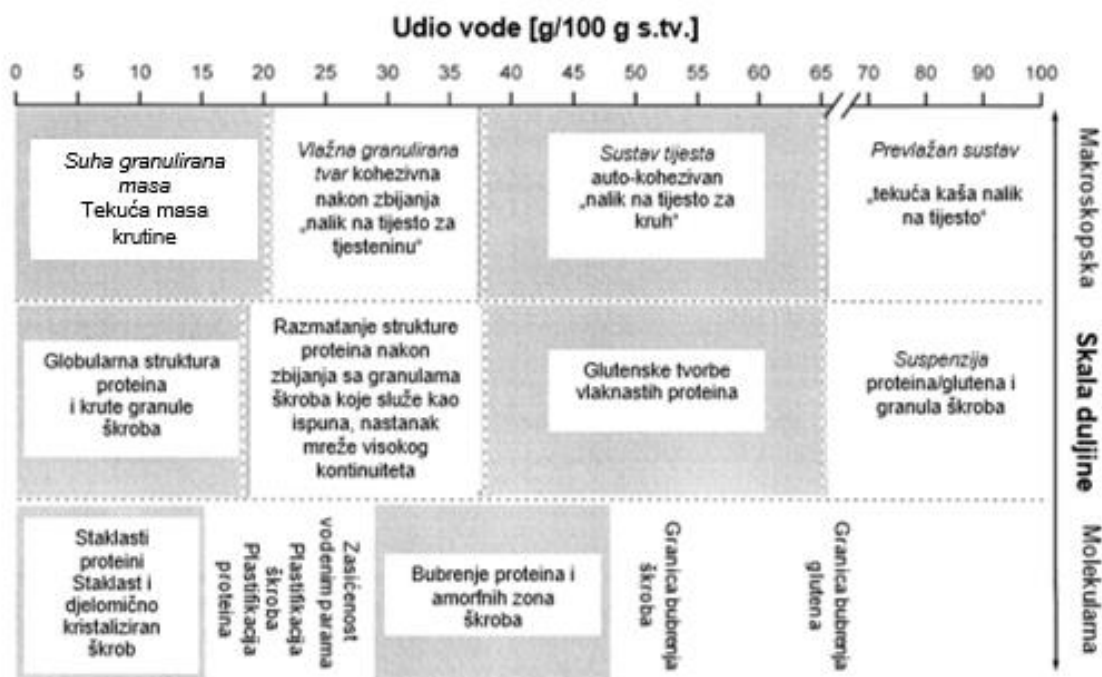 Udio vode [g/100 g s.tv.]
0 5 10 15 20 25 30 35 40 45 50 55 60 65 70 80 90 100
Suha granulirana
masa
Tekuća masa
krutine
Vlažna granulirana
tvar kohezivna
nakon zbijanja
„nalik na tijesto za
tjesteninu“
Sustav tijesta
auto-kohezivan
„nalik na tijesto za
kruh“
Prevlažan sustav
„tekuća kaša nalik
na tijesto“
Makroskopska
Globularna struktura
proteina
i krute granule
škroba
Razmatanje strukture
proteina nakon
zbijanja sa granulama
škroba koje služe kao
ispuna, nastanak
mreže visokog
kontinuiteta
Glutenske tvorbe
vlaknastih proteina
Suspenzija
proteina/glutena i
granula škroba
Skala duljine
Staklasti
proteini
Staklast i
djelomično
kristaliziran
škrob
Plastifikacija
proteina
Plastifikacija
škroba
Zasićenost
vodenim parama
Bubrenje proteina i
amorfnih zona
škroba
Granica bubrenja
škroba
Granica bubrenja
glutena
Molekularna